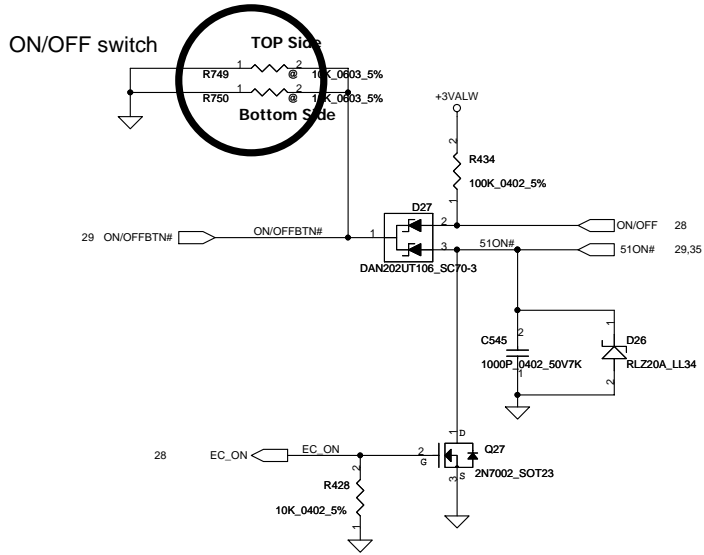 ON/OFF switch
TOP Side
1 2
R749 @ 10K_0603_5%
1 2
R750 @ 1K_0603_5%
Bottom Side
+3VALW
2
R434
100K_0402_5%
1
D27
29 ON/OFFBTN# ON/OFFBTN# 1
2 ON/OFF 28
3 51ON# 51ON# 29,35
DAN202UT106_SC70-3
C545
2
1000P_0402_50V7K
1
1
D26
RLZ20A_LL34
2
1 D
28 EC_ON EC_ON 2 G
Q27
2N7002_SOT23
3 S
2
R428
10K_0402_5%
1